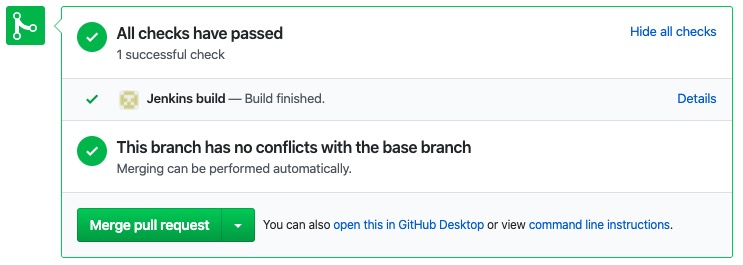 All checks have passed
Hide all checks
1 successful check
Jenkins build — Build finished.
Details
This branch has no conflicts with the base branch
Merging can be performed automatically.
Merge pull request
You can also open this in GitHub Desktop or view command line instructions.